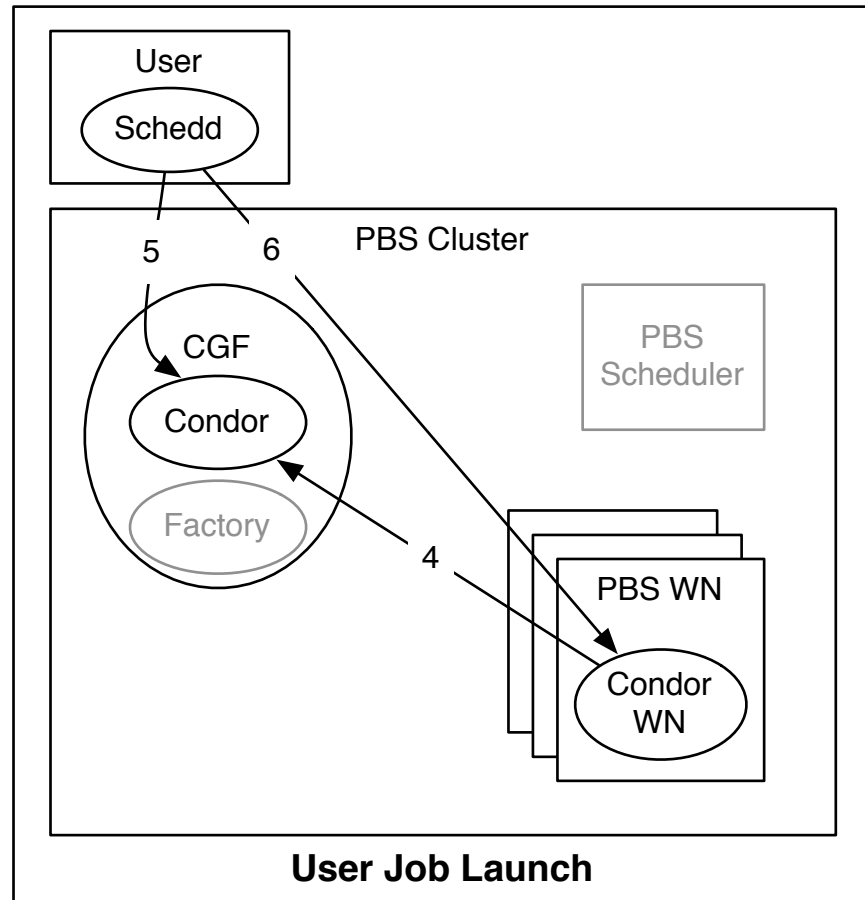 User
Schedd
5
6
PBS Cluster
CGF
PBS
Scheduler
Condor
Factory
4
PBS WN
Condor
WN
User Job Launch